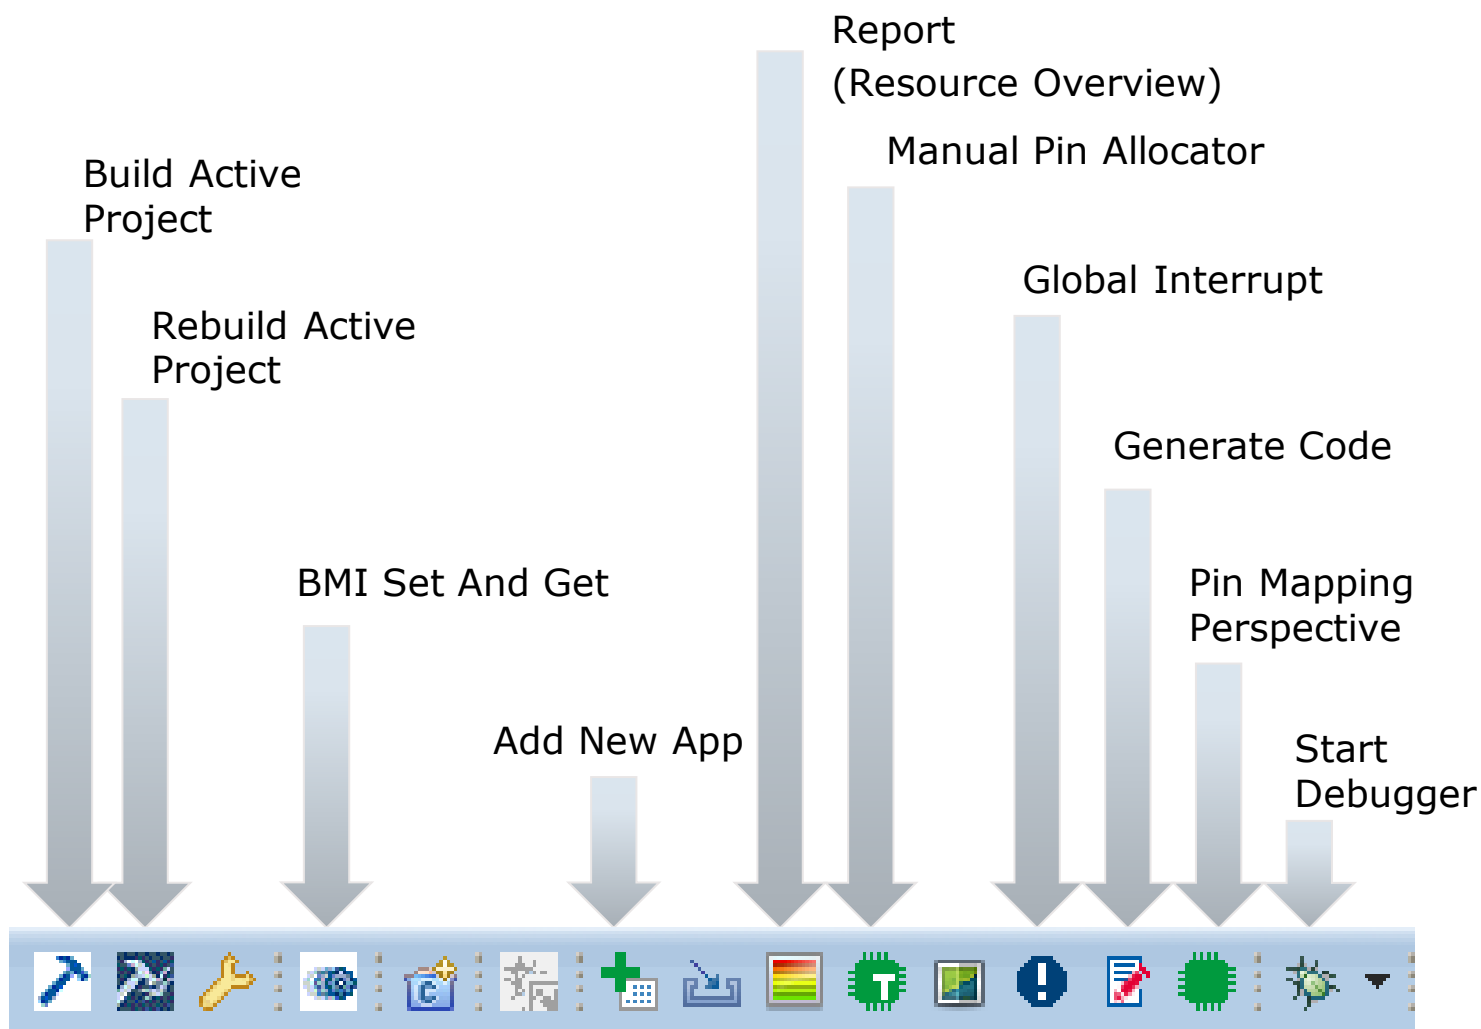 Report
(Resource Overview)
Manual Pin Allocator
Build Active
Project
Global Interrupt
Rebuild Active
Project
Generate Code
BMI Set And Get
Pin Mapping
Perspective
Add New App
Start
Debugger
C
T